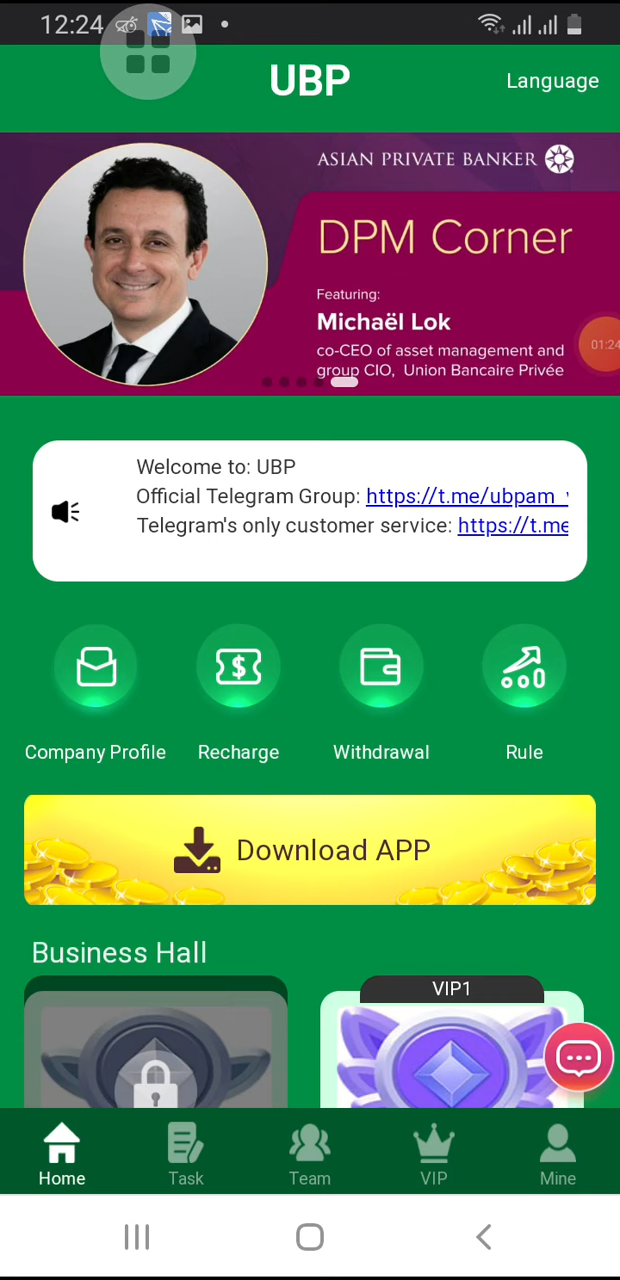 12:24
UBP
Language
ASIAN PRIVATE BANKER
DPM Corner
Featuring:
Michaël Lok
co-CEO of asset management and
group CIO, Union Bancaire Privée
01:24
Welcome to: UBP
Official Telegram Group: https://t.me/ubpam_
Telegram's only customer service: https://t.me
Company Profile
Recharge
Withdrawal
Rule
Download APP
Business Hall
VIP1
Home
Task
Team
VIP
Mine